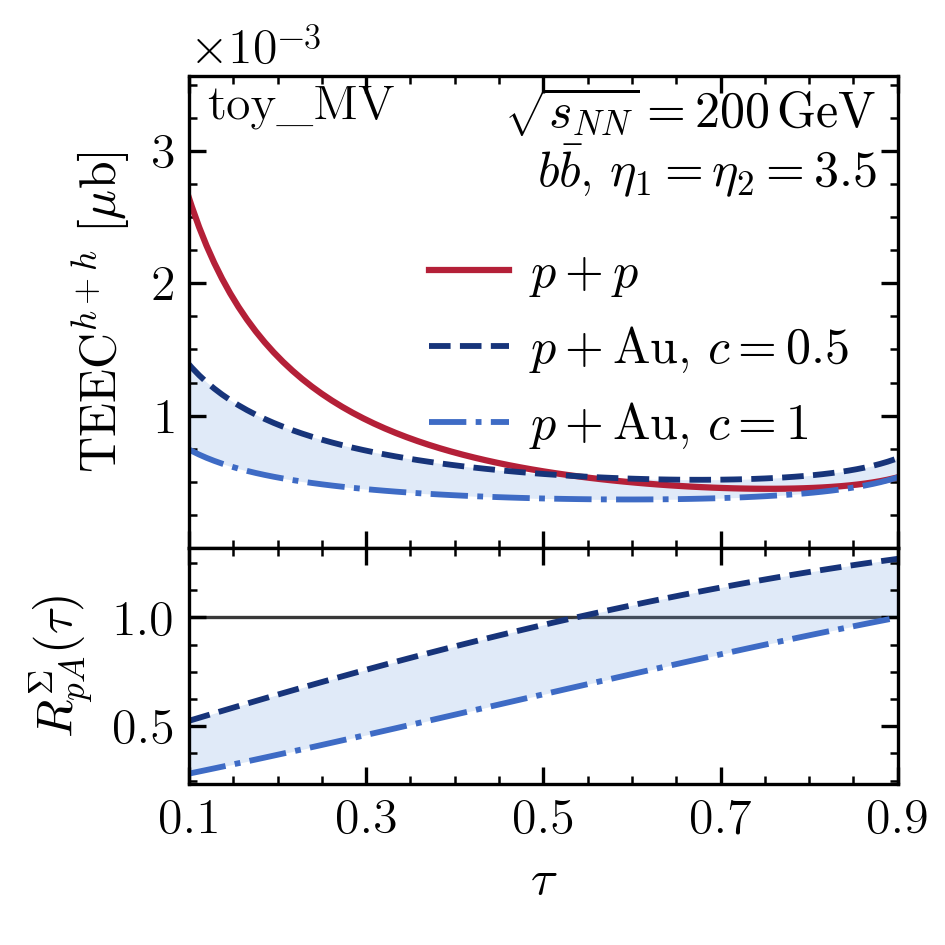 ×10⁻³
toy_MV
√s_NN = 200 GeV
bb̄, η₁ = η₂ = 3.5
TEEC^{h+h} [μb]
3
2
1
p + p
p + Au, c = 0.5
p + Au, c = 1
R_{pA}^Σ(τ)
1.0
0.5
0.1 0.3 0.5 0.7 0.9
τ